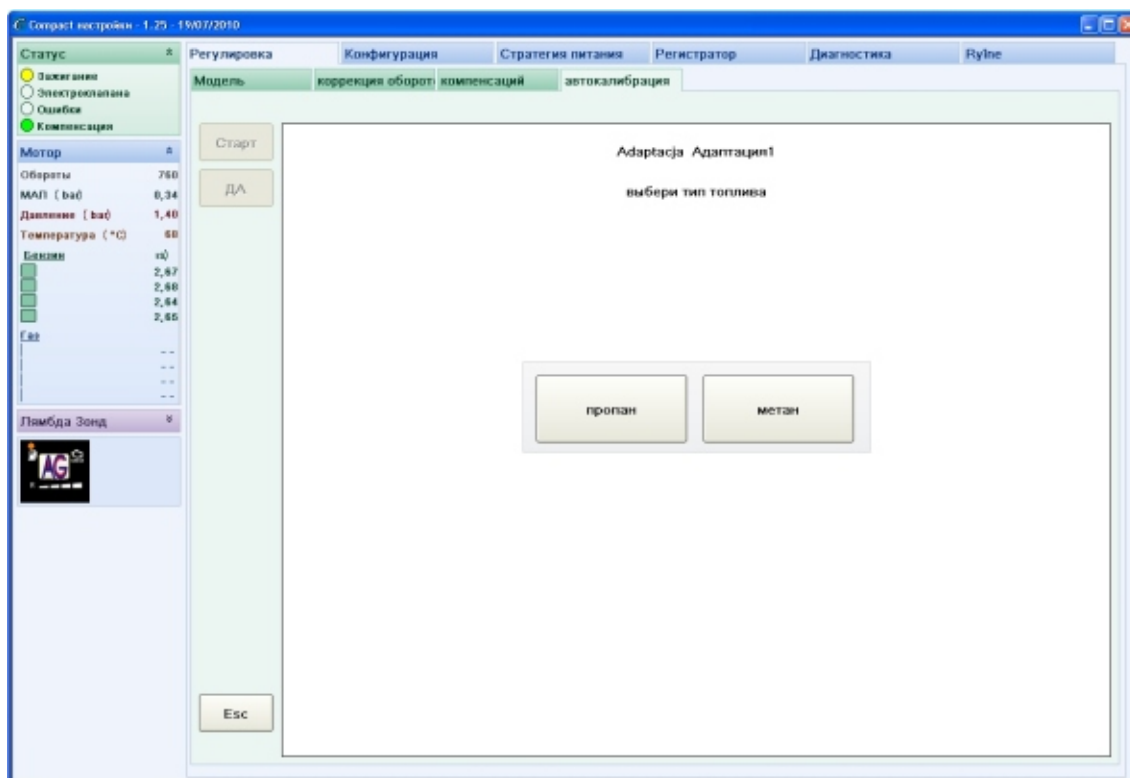 Compact настройки - 1.25 - 19/07/2010
Статус
Зажигание
Электроклапана
Ошибки
Компенсация
Мотор
Обороты 760
МАП ( bar) 0,34
Давление ( bar) 1,40
Температура ( °C) 60
Бензин
2,67
2,68
2,64
2,65
Газ
--
--
--
--
Лямбда Зонд
AG
Регулировка Конфигурация Стратегия питания Регистратор Диагностика
Модель коррекция оборот компенсаций автокалибрация
Старт
ДА
Adaptacja Адаптация1
выбери тип топлива
пропан метан
Esc